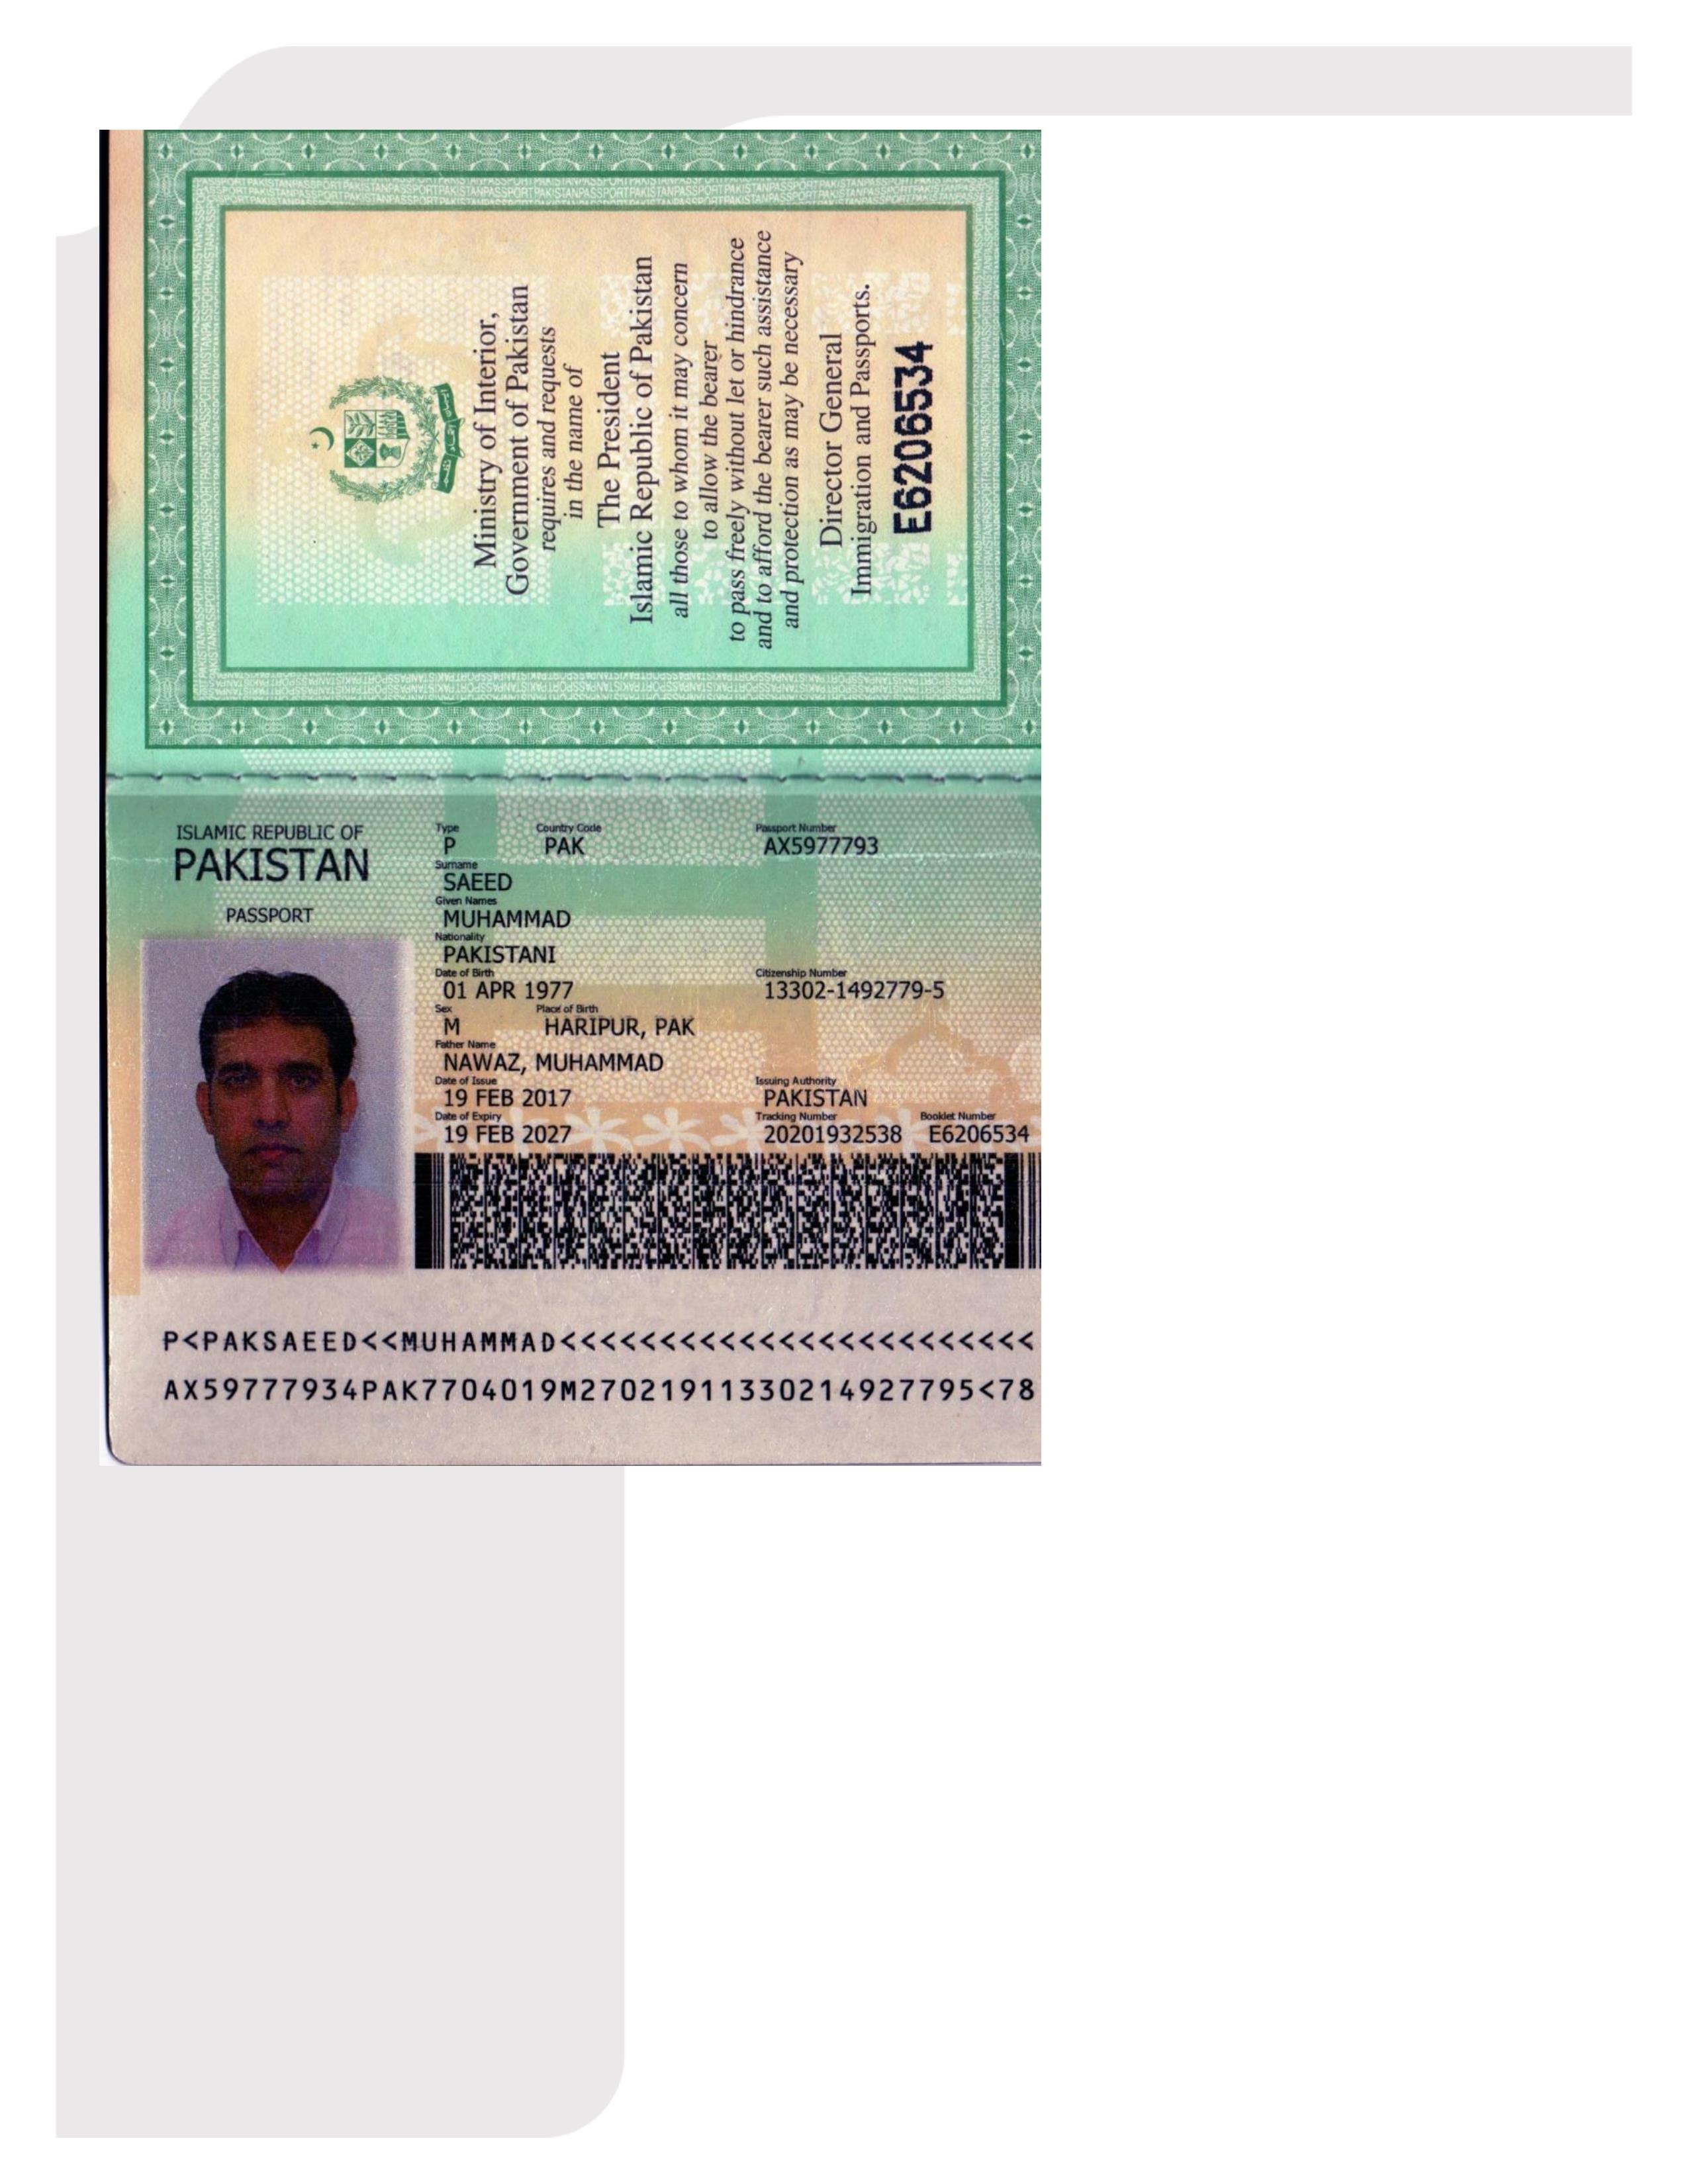 Ministry of Interior,
Government of Pakistan
requires and requests
in the name of
The President
Islamic Republic of Pakistan
all those to whom it may concern
to allow the bearer
to pass freely without let or hindrance
and to afford the bearer such assistance
and protection as may be necessary
Director General
Immigration and Passports.
E6206534
ISLAMIC REPUBLIC OF
PAKISTAN
PASSPORT
Type Country Code Passport Number
P PAK AX5977793
Surname
SAEED
Given Names
MUHAMMAD
Nationality
PAKISTANI
Date of Birth Citizenship Number
01 APR 1977 13302-1492779-5
Sex Place of Birth
M HARIPUR, PAK
Father Name
NAWAZ, MUHAMMAD
Date of Issue Issuing Authority
19 FEB 2017 PAKISTAN
Date of Expiry Tracking Number Booklet Number
19 FEB 2027 20201932538 E6206534
P<PAKSAEED<<MUHAMMAD<<<<<<<<<<<<<<<<<<<<<<<<
AX59777934PAK7704019M27021911330214927795<78